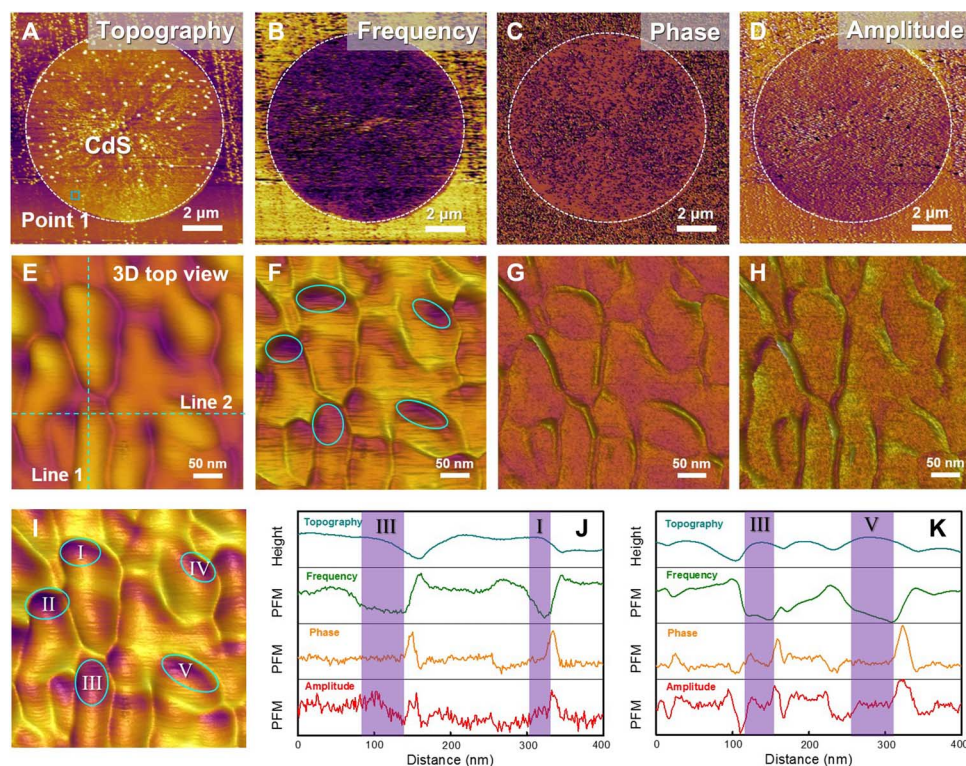 A Topography
B Frequency
C Phase
D Amplitude
CdS
Point 1
2 μm
2 μm
2 μm
2 μm
E 3D top view
F
G
H
Line 2
Line 1
50 nm
50 nm
50 nm
50 nm
I
I
II
III
IV
V
J
III
I
Topography
Frequency
Phase
Amplitude
Height
PFM
PFM
PFM
0 100 200 300 400
Distance (nm)
K
III
V
Topography
Frequency
Phase
Amplitude
Height
PFM
PFM
PFM
0 100 200 300 400
Distance (nm)